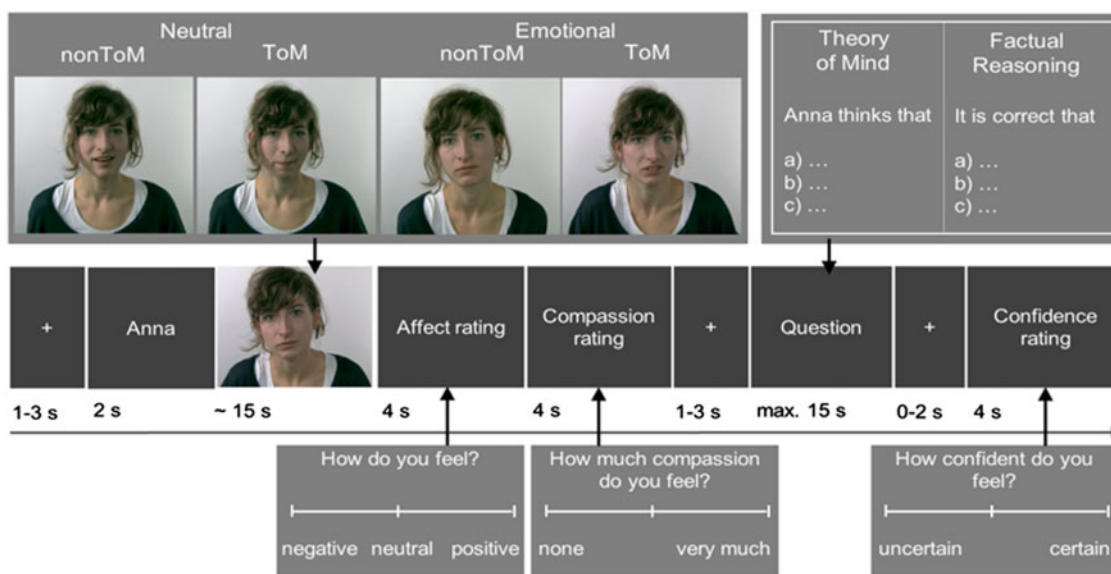 Neutral
Emotional
nonToM
ToM
nonToM
ToM
Theory
of Mind
Factual
Reasoning
Anna thinks that
It is correct that
a) ...
b) ...
c) ...
a) ...
b) ...
c) ...
+
Anna
Affect rating
Compassion
rating
+
Question
+
Confidence
rating
1-3 s
2 s
~ 15 s
4 s
4 s
1-3 s
max. 15 s
0-2 s
4 s
How do you feel?
negative neutral positive
How much compassion
do you feel?
none very much
How confident do you
feel?
uncertain certain